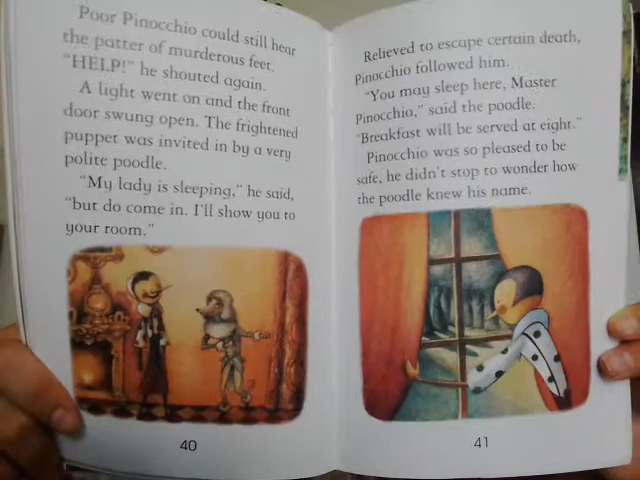 Poor Pinocchio could still hear
the patter of murderous feet.
"HELP!" he shouted again.
A light went on and the front
door swung open. The frightened
puppet was invited in by a very
polite poodle.
"My lady is sleeping," he said,
"but do come in. I'll show you to
your room."
40
Relieved to escape certain death,
Pinocchio followed him.
"You may sleep here, Master
Pinocchio," said the poodle.
"Breakfast will be served at eight."
Pinocchio was so pleased to be
safe, he didn't stop to wonder how
the poodle knew his name.
41